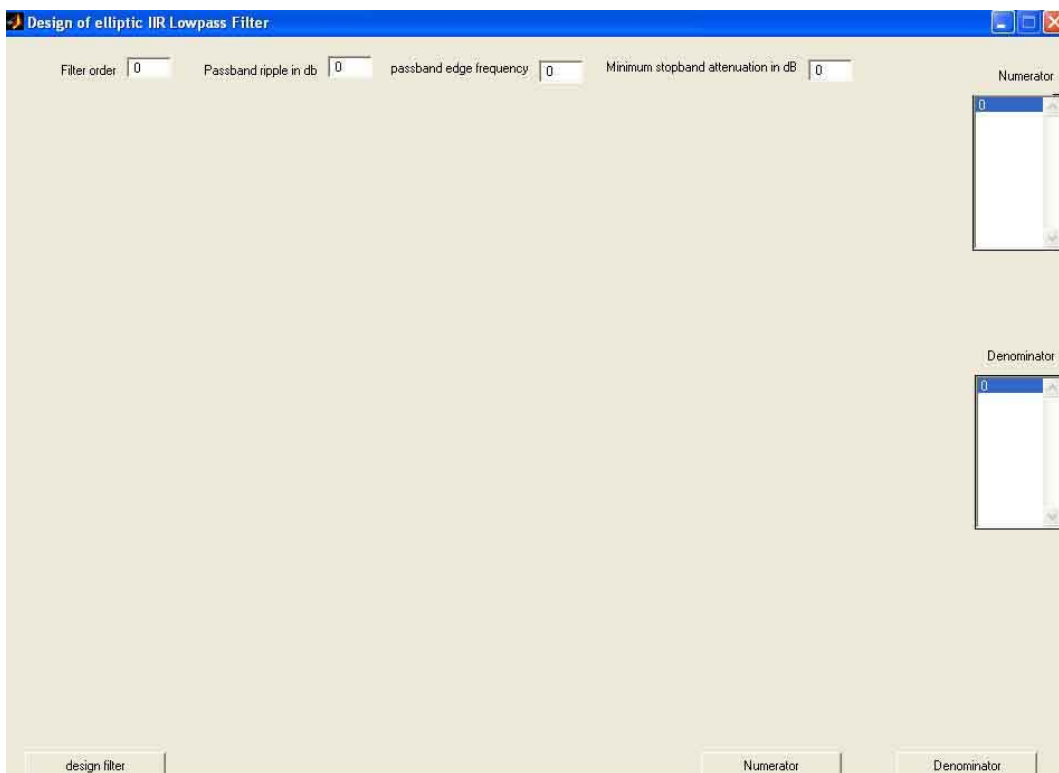 Design of elliptic IIR Lowpass Filter
Filter order 0 Passband ripple in db 0 passband edge frequency 0 Minimum stopband attenuation in dB 0
Numerator
0
Denominator
0
design filter Numerator Denominator